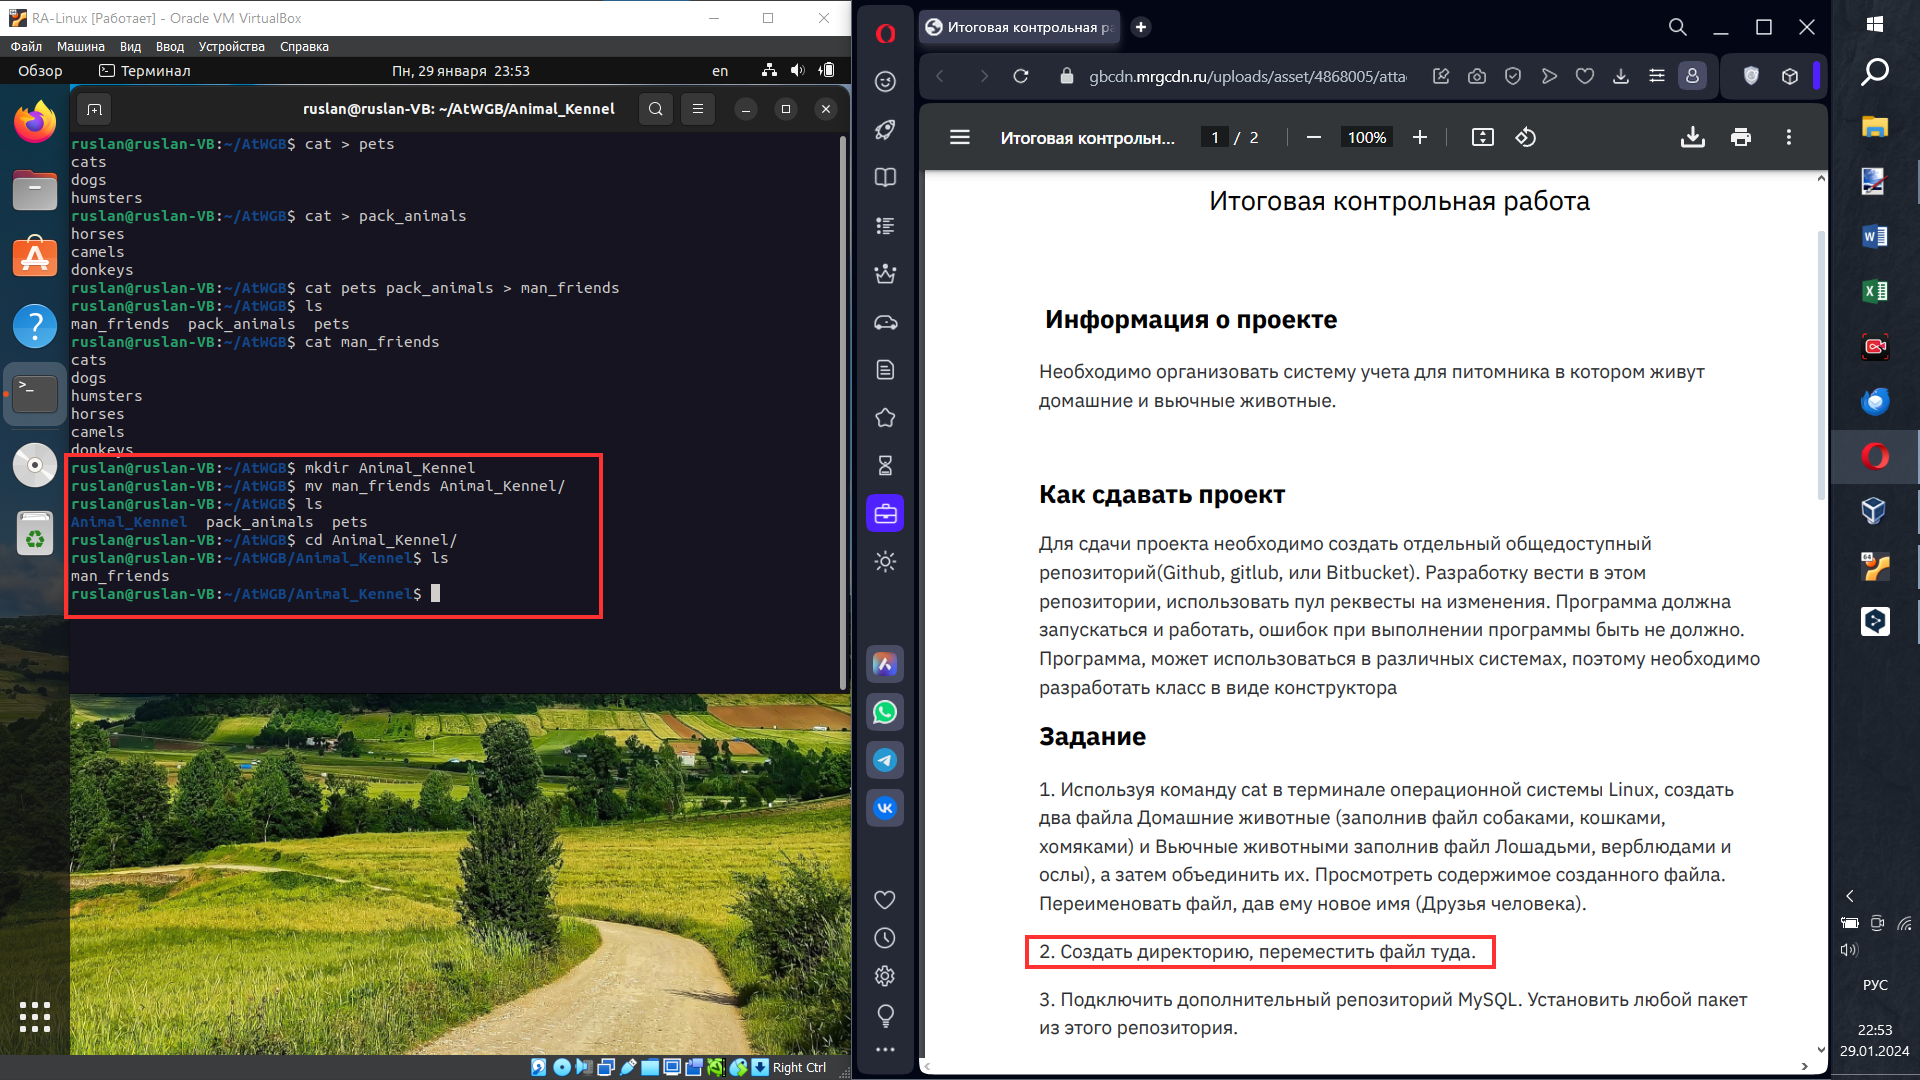 RA-Linux [Работает] - Oracle VM VirtualBox
Файл Машина Вид Ввод Устройства Справка
Обзор Терминал Пн, 29 января 23:53 en
ruslan@ruslan-VB: ~/AtWGB/Animal_Kennel
ruslan@ruslan-VB:~/AtWGB$ cat > pets
cats
dogs
humsters
ruslan@ruslan-VB:~/AtWGB$ cat > pack_animals
horses
camels
donkeys
ruslan@ruslan-VB:~/AtWGB$ cat pets pack_animals > man_friends
ruslan@ruslan-VB:~/AtWGB$ ls
man_friends pack_animals pets
ruslan@ruslan-VB:~/AtWGB$ cat man_friends
cats
dogs
humsters
horses
camels
donkeys
ruslan@ruslan-VB:~/AtWGB$ mkdir Animal_Kennel
ruslan@ruslan-VB:~/AtWGB$ mv man_friends Animal_Kennel/
ruslan@ruslan-VB:~/AtWGB$ ls
Animal_Kennel pack_animals pets
ruslan@ruslan-VB:~/AtWGB$ cd Animal_Kennel/
ruslan@ruslan-VB:~/AtWGB/Animal_Kennel$ ls
man_friends
ruslan@ruslan-VB:~/AtWGB/Animal_Kennel$
Right Ctrl
Итоговая контрольная ра
gbcdn.mrgcdn.ru/uploads/asset/4868005/atta
Итоговая контрольн... 1 / 2 100%
Итоговая контрольная работа
Информация о проекте
Необходимо организовать систему учета для питомника в котором живут
домашние и вьючные животные.
Как сдавать проект
Для сдачи проекта необходимо создать отдельный общедоступный
репозиторий(Github, gitlub, или Bitbucket). Разработку вести в этом
репозитории, использовать пул реквесты на изменения. Программа должна
запускаться и работать, ошибок при выполнении программы быть не должно.
Программа, может использоваться в различных системах, поэтому необходимо
разработать класс в виде конструктора
Задание
1. Используя команду cat в терминале операционной системы Linux, создать
два файла Домашние животные (заполнив файл собаками, кошками,
хомяками) и Вьючные животными заполнив файл Лошадьми, верблюдами и
ослы), а затем объединить их. Просмотреть содержимое созданного файла.
Переименовать файл, дав ему новое имя (Друзья человека).
2. Создать директорию, переместить файл туда.
3. Подключить дополнительный репозиторий MySQL. Установить любой пакет
из этого репозитория.
РУС
22:53
29.01.2024